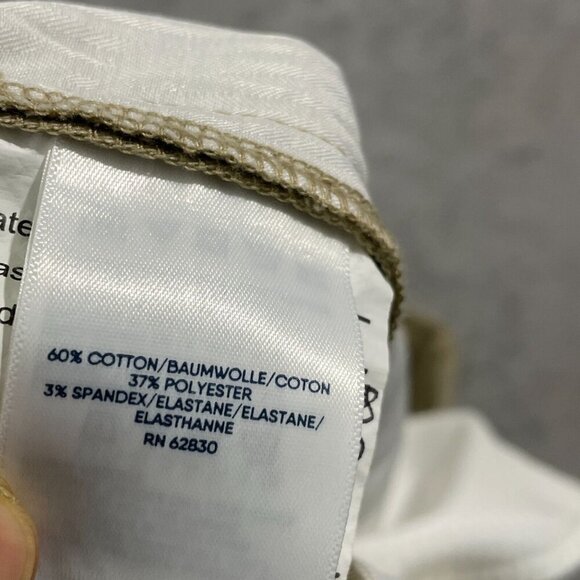 60% COTTON/BAUMWOLLE/COTON
37% POLYESTER
3% SPANDEX/ELASTANE/ELASTANE/
ELASTHANNE
RN 62830